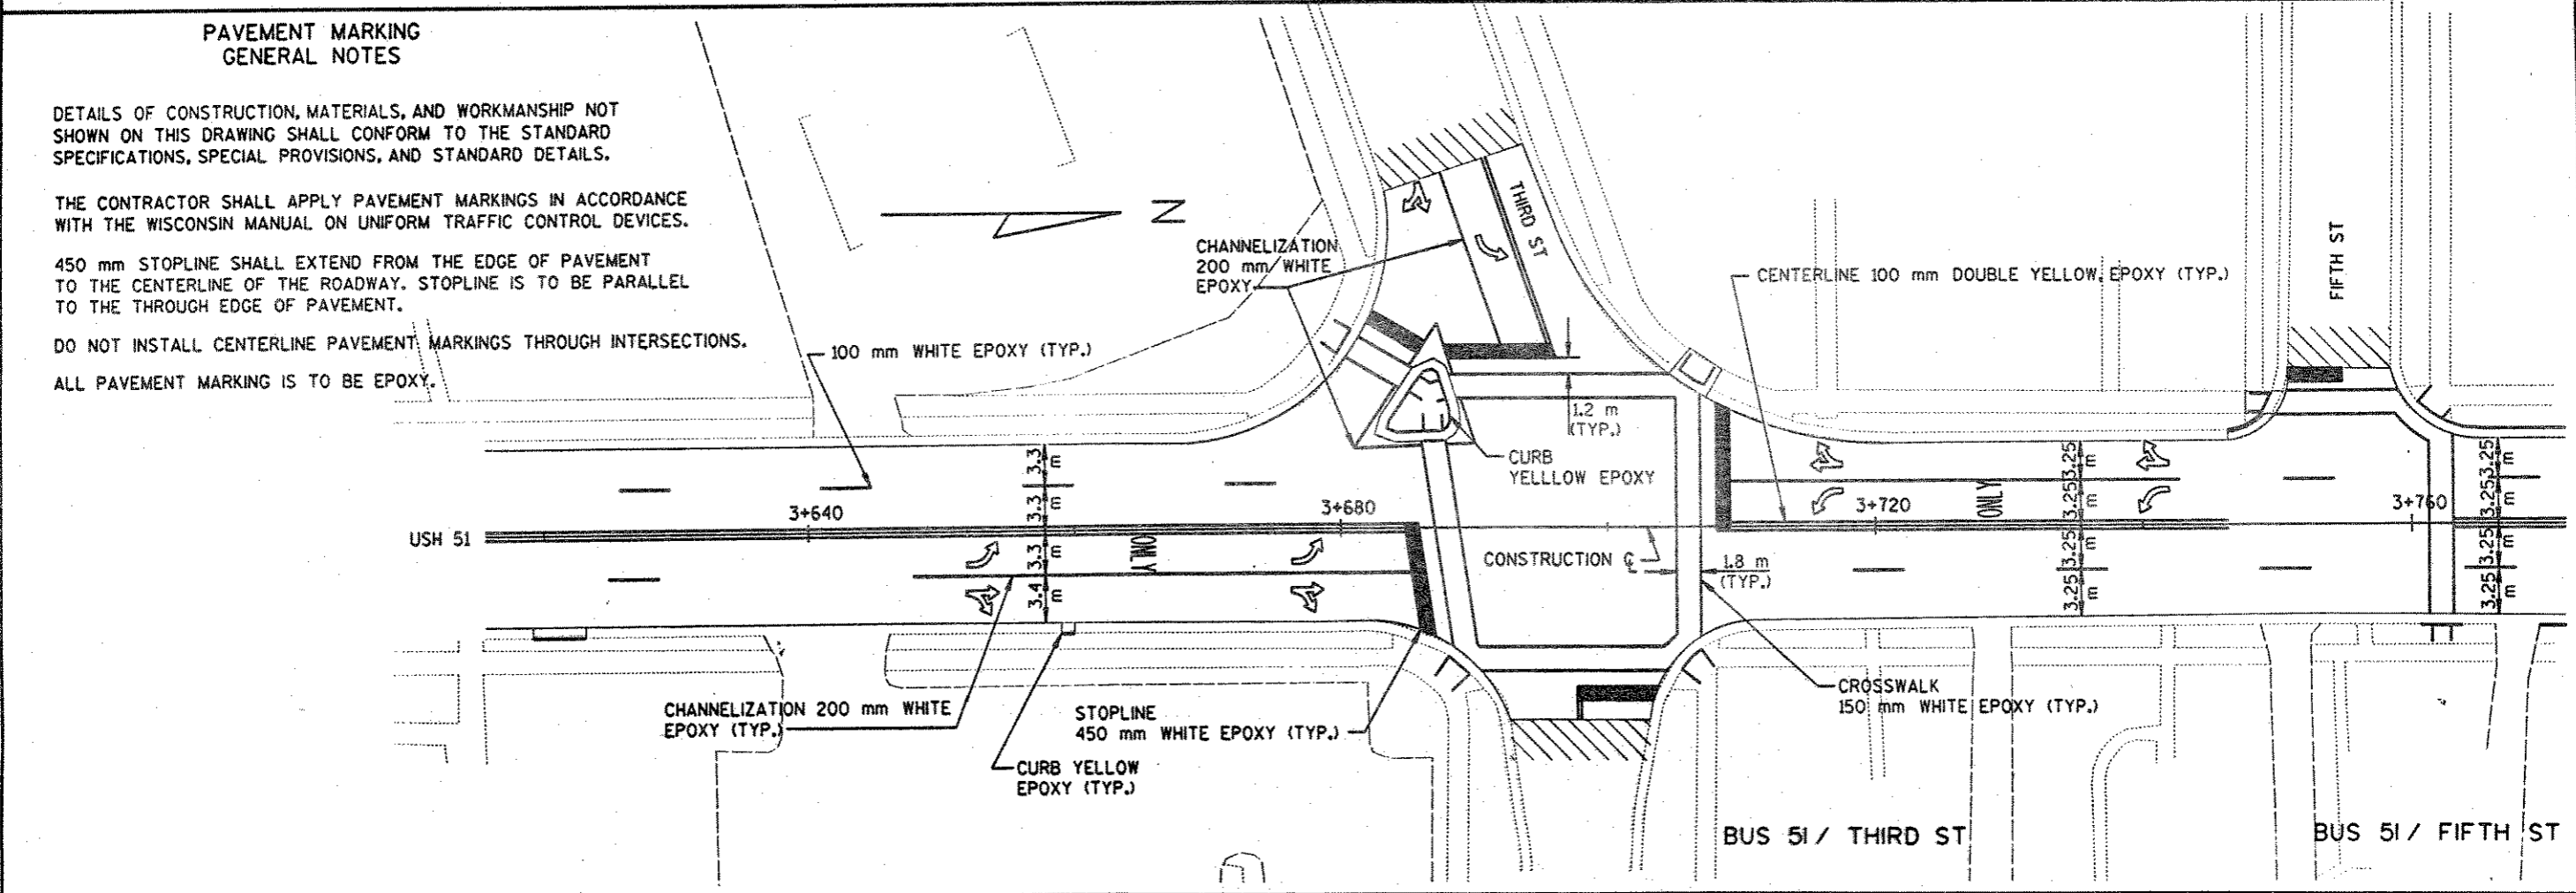 PAVEMENT MARKING
GENERAL NOTES
DETAILS OF CONSTRUCTION, MATERIALS, AND WORKMANSHIP NOT
SHOWN ON THIS DRAWING SHALL CONFORM TO THE STANDARD
SPECIFICATIONS, SPECIAL PROVISIONS, AND STANDARD DETAILS.
THE CONTRACTOR SHALL APPLY PAVEMENT MARKINGS IN ACCORDANCE
WITH THE WISCONSIN MANUAL ON UNIFORM TRAFFIC CONTROL DEVICES.
450 mm STOPLINE SHALL EXTEND FROM THE EDGE OF PAVEMENT
TO THE CENTERLINE OF THE ROADWAY. STOPLINE IS TO BE PARALLEL
TO THE THROUGH EDGE OF PAVEMENT.
DO NOT INSTALL CENTERLINE PAVEMENT MARKINGS THROUGH INTERSECTIONS.
ALL PAVEMENT MARKING IS TO BE EPOXY.
N
THIRD ST
CHANNELIZATION
200 mm WHITE
EPOXY
CENTERLINE 100 mm DOUBLE YELLOW, EPOXY (TYP.)
FIFTH ST
100 mm WHITE EPOXY (TYP.)
1.2 m
(TYP.)
CURB
YELLLOW EPOXY
3.3 m
3.3 m
3.3 m
3.4 m
3+640
3+680
3+720
3+760
USH 51
ONLY
ONLY
3.25 m
3.25 m
3.25 m
3.25 m
3.25 m
3.25 m
3.25 m
3.25 m
CONSTRUCTION ℄
1.8 m
(TYP.)
CROSSWALK
150 mm WHITE EPOXY (TYP.)
CHANNELIZATION 200 mm WHITE
EPOXY (TYP.)
STOPLINE
450 mm WHITE EPOXY (TYP.)
CURB YELLOW
EPOXY (TYP.)
BUS 51 / THIRD ST
BUS 51 / FIFTH ST